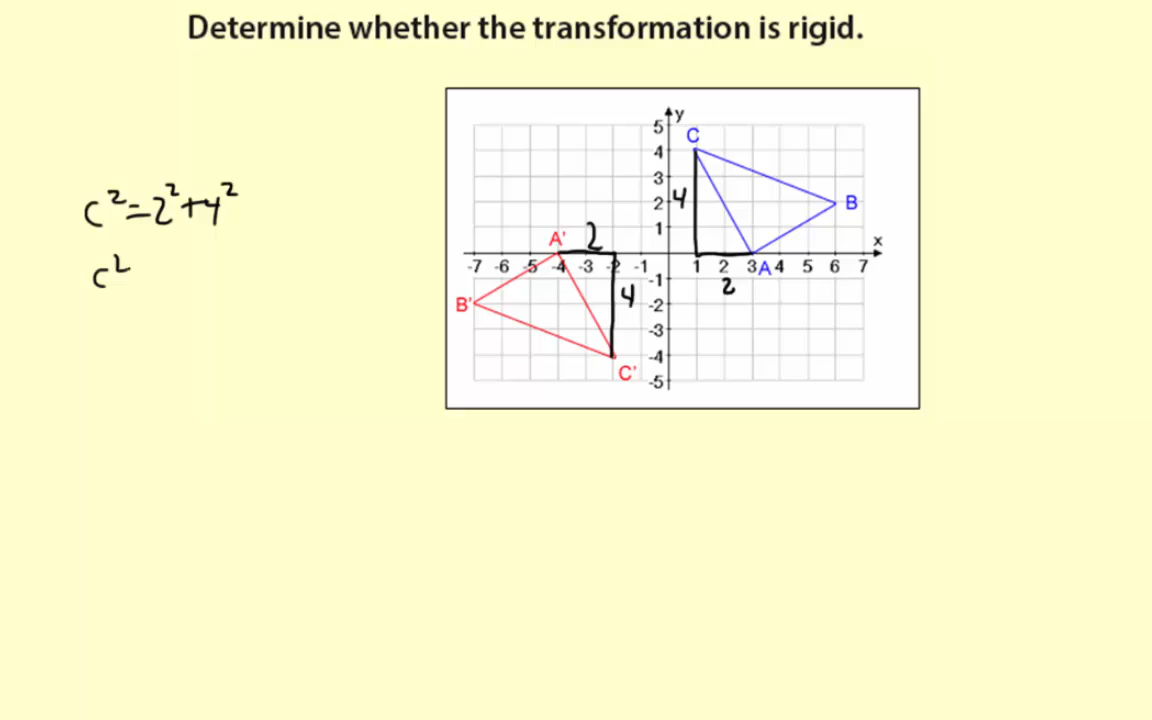 Determine whether the transformation is rigid.
y
5
C
4
3
4
2
B
c²=2²+4²
1
A'
2
x
-7 -6 -5 -4 -3 -2 -1 1 2 3 A 4 5 6 7
c²
-1
2
B'
4
-2
-3
-4
C'
-5